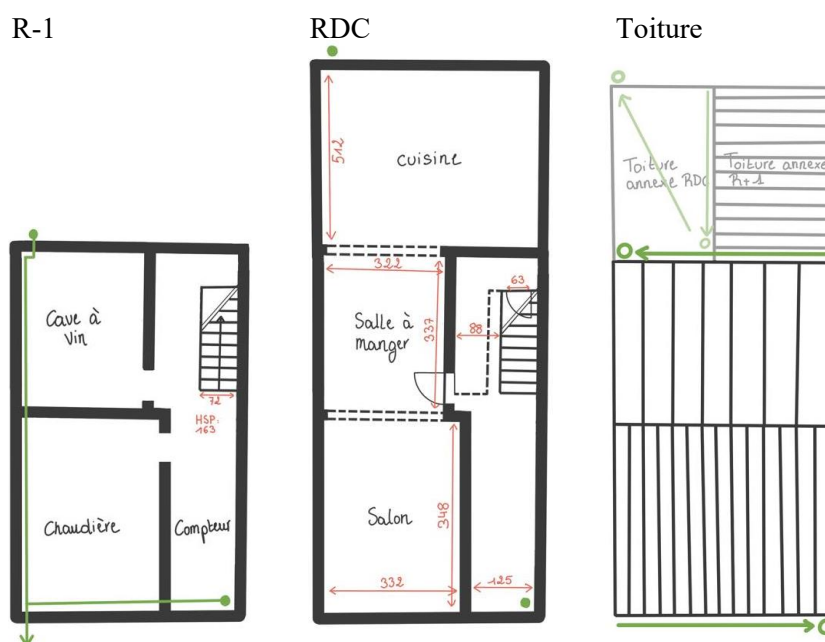 R-1
RDC
Toiture
Cave à
vin
72
HSP:
163
Chaudière
Compteur
512
cuisine
322
Salle à
manger
337
88
63
Salon
348
332
125
Toiture
annexe RDC
Toiture annexe
R+1